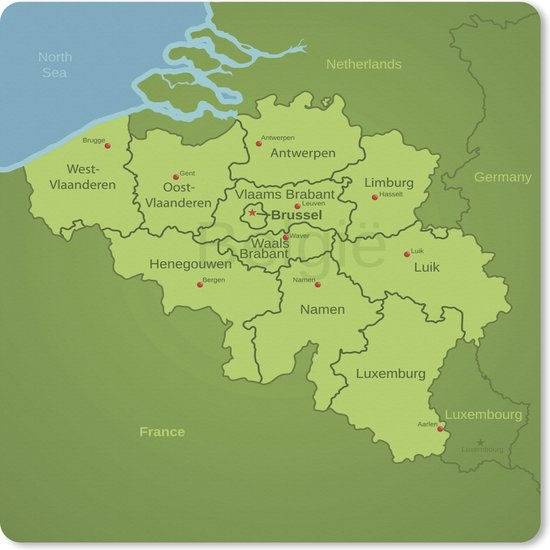 North
Sea
Netherlands
Germany
Brugge
West-
Vlaanderen
Gent
Oost-
Vlaanderen
Antwerpen
Antwerpen
Limburg
Hasselt
Vlaams Brabant
Leuven
Brussel
België
Waver
Waals
Brabant
Henegouwen
Bergen
Namen
Namen
Luik
Luik
Luxemburg
Aarlen
Luxembourg
Luxembourg
France